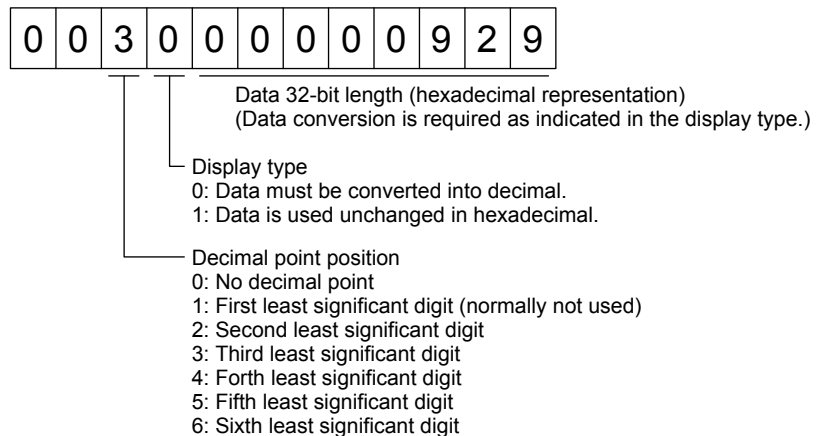 0 0 3 0 0 0 0 0 0 9 2 9
Data 32-bit length (hexadecimal representation)
(Data conversion is required as indicated in the display type.)
Display type
0: Data must be converted into decimal.
1: Data is used unchanged in hexadecimal.
Decimal point position
0: No decimal point
1: First least significant digit (normally not used)
2: Second least significant digit
3: Third least significant digit
4: Forth least significant digit
5: Fifth least significant digit
6: Sixth least significant digit